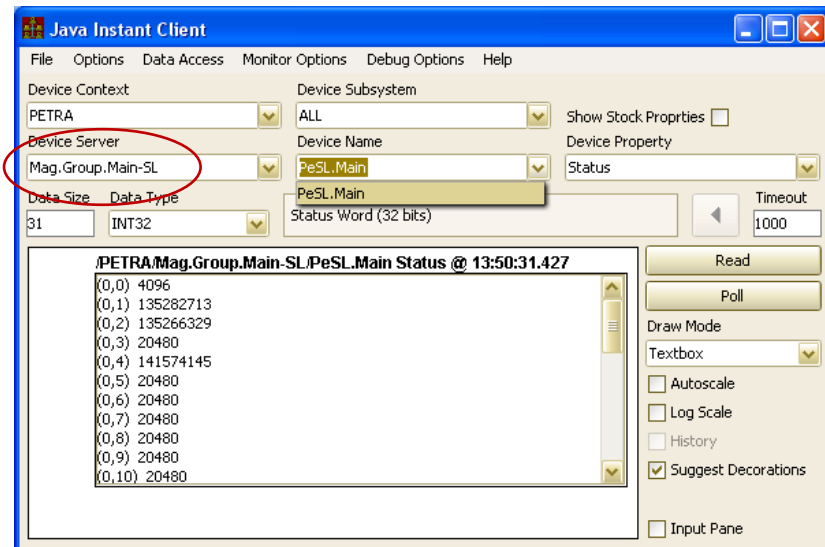 Java Instant Client
File Options Data Access Monitor Options Debug Options Help
Device Context Device Subsystem
PETRA ALL Show Stock Proprties
Device Server Device Name Device Property
Mag.Group.Main-SL PeSL.Main Status
PeSL.Main
Data Size Data Type Timeout
31 INT32 Status Word (32 bits) 1000
/PETRA/Mag.Group.Main-SL/PeSL.Main Status @ 13:50:31.427 Read
(0,0) 4096
(0,1) 135282713 Poll
(0,2) 135266329
(0,3) 20480 Draw Mode
(0,4) 141574145 Textbox
(0,5) 20480 Autoscale
(0,6) 20480
(0,7) 20480 Log Scale
(0,8) 20480 History
(0,9) 20480
(0,10) 20480 Suggest Decorations
Input Pane